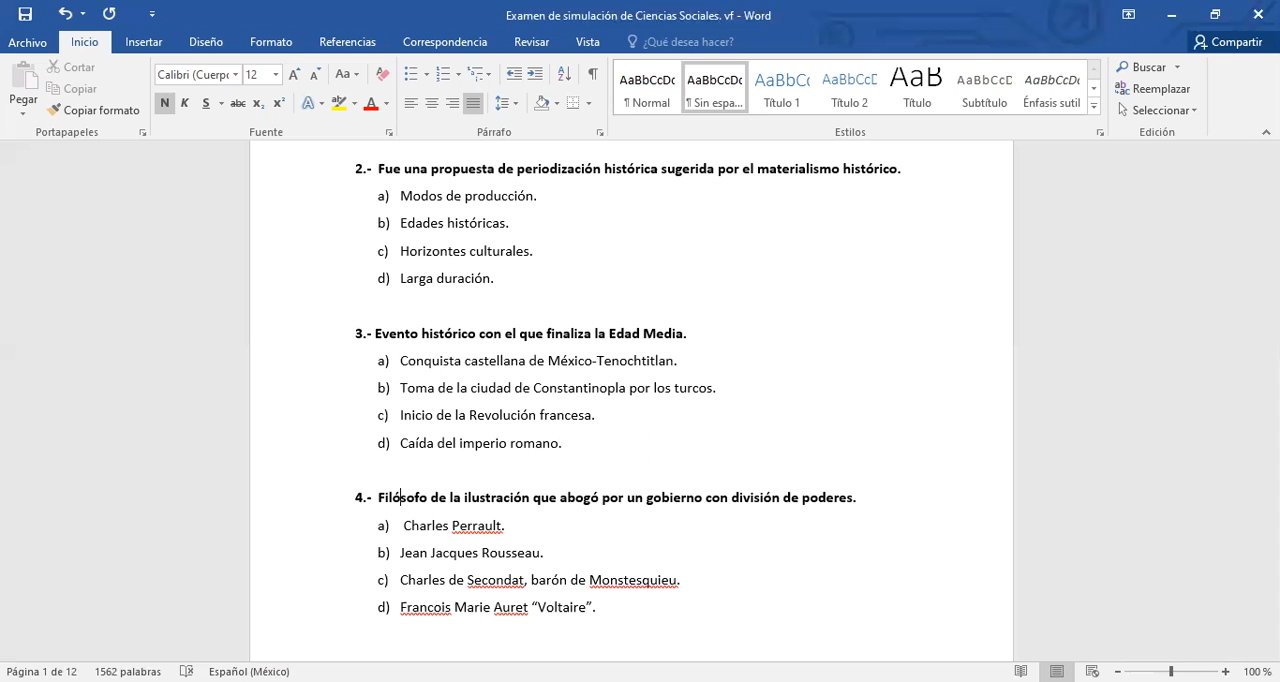 Examen de simulación de Ciencias Sociales. vf - Word
Archivo Inicio Insertar Diseño Formato Referencias Correspondencia Revisar Vista ¿Qué desea hacer? Compartir
Pegar
Cortar
Copiar
Copiar formato
Portapapeles
Calibri (Cuerpo 12
Aa
N K S abc x₂ x²
Fuente
Párrafo
AaBbCcDc
¶ Normal
AaBbCcDc
¶ Sin espa...
AaBbCc
Título 1
AaBbCcC
Título 2
AaB
Título
AaBbCcC
Subtítulo
AaBbCcDc
Énfasis sutil
Estilos
Buscar
Reemplazar
Seleccionar
Edición
2.- Fue una propuesta de periodización histórica sugerida por el materialismo histórico.
a) Modos de producción.
b) Edades históricas.
c) Horizontes culturales.
d) Larga duración.
3.- Evento histórico con el que finaliza la Edad Media.
a) Conquista castellana de México-Tenochtitlan.
b) Toma de la ciudad de Constantinopla por los turcos.
c) Inicio de la Revolución francesa.
d) Caída del imperio romano.
4.- Filósofo de la ilustración que abogó por un gobierno con división de poderes.
a) Charles Perrault.
b) Jean Jacques Rousseau.
c) Charles de Secondat, barón de Monstesquieu.
d) Francois Marie Auret “Voltaire”.
Página 1 de 12 1562 palabras Español (México) 100 %